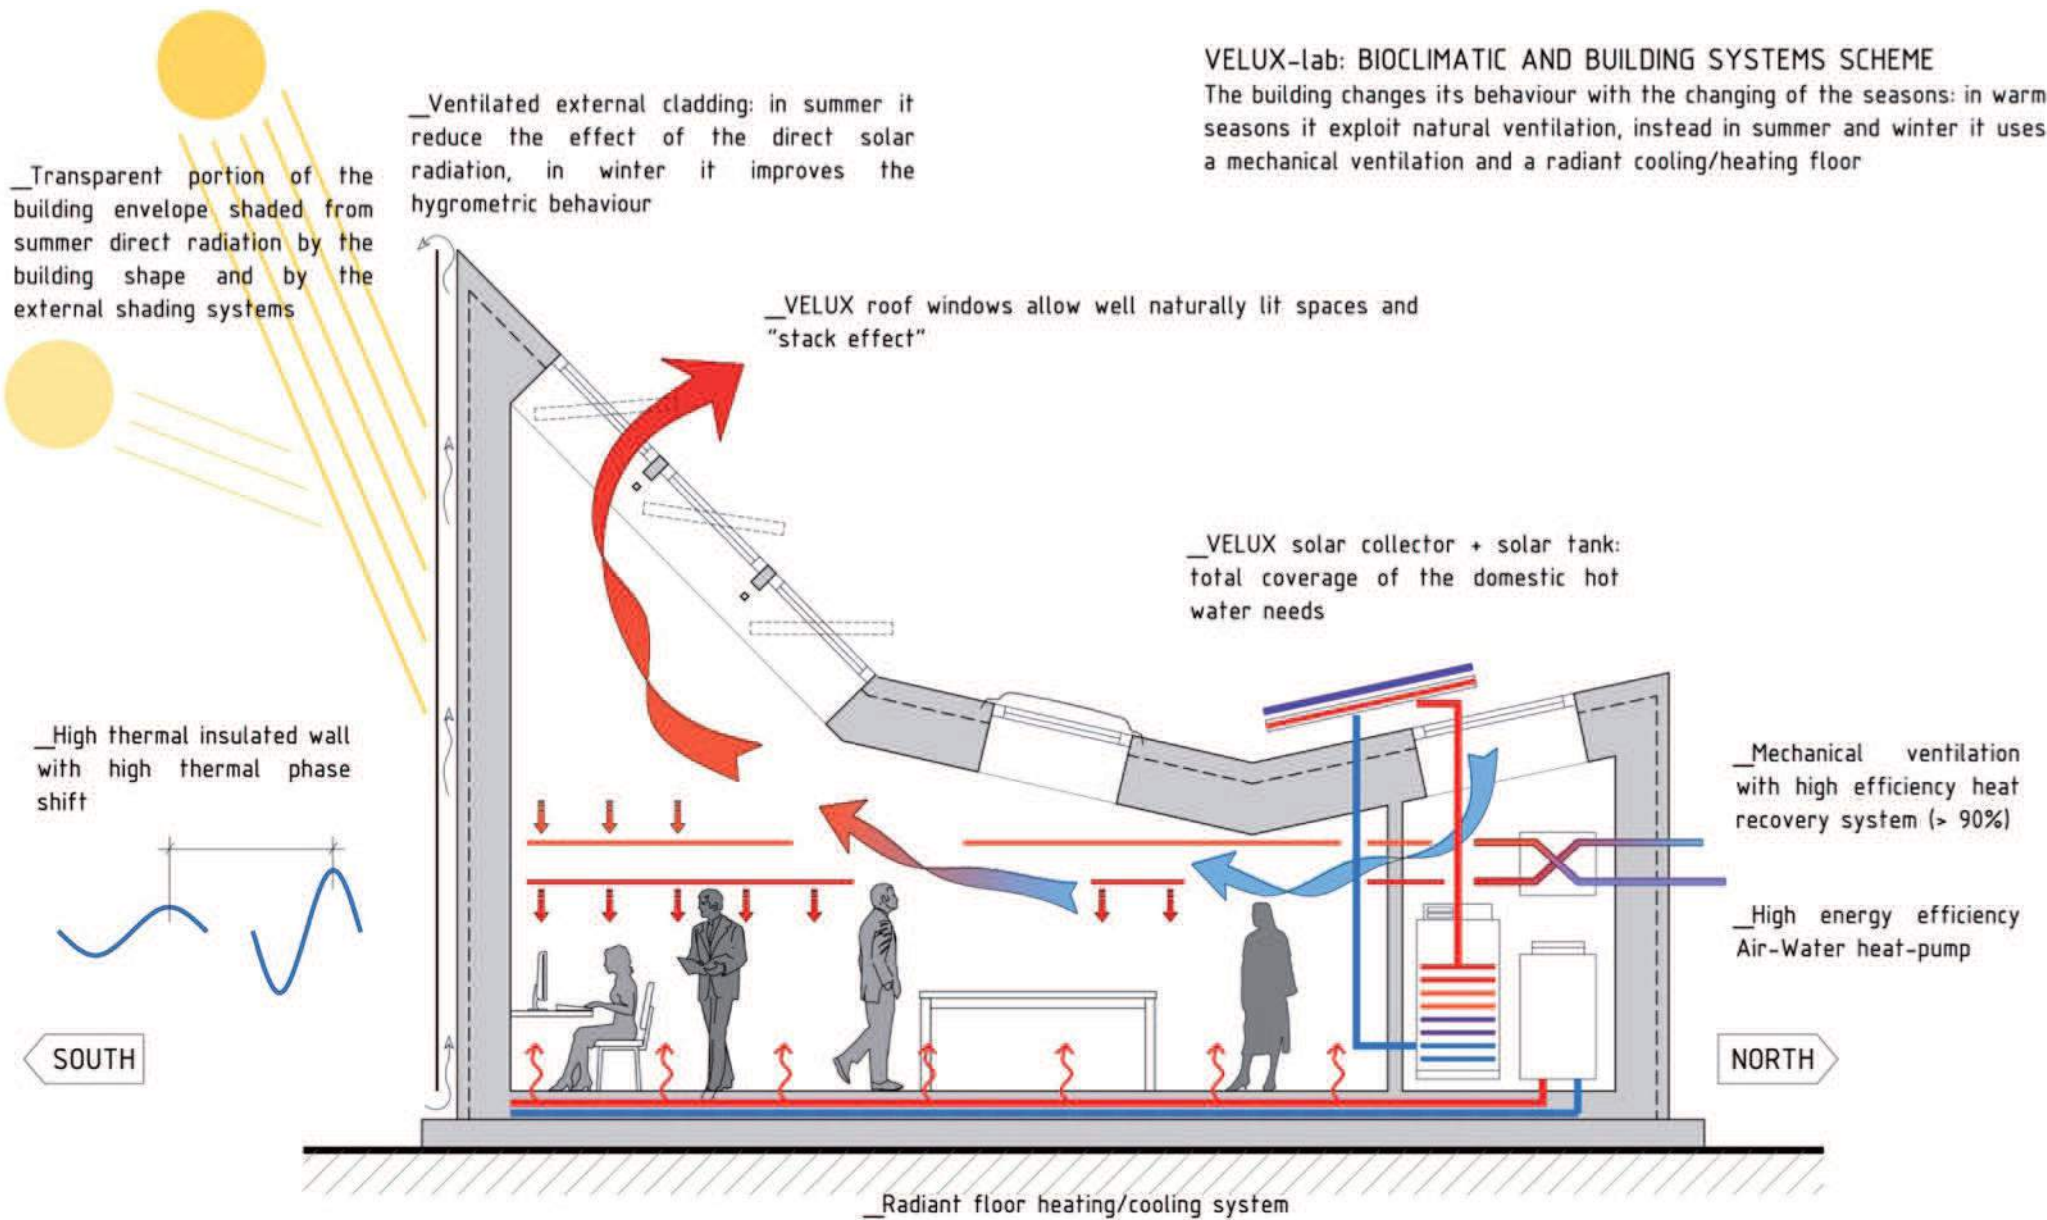 VELUX-lab: BIOCLIMATIC AND BUILDING SYSTEMS SCHEME
The building changes its behaviour with the changing of the seasons: in warm
seasons it exploit natural ventilation, instead in summer and winter it uses
a mechanical ventilation and a radiant cooling/heating floor
_Ventilated external cladding: in summer it
reduce the effect of the direct solar
radiation, in winter it improves the
hygrometric behaviour
_Transparent portion of the
building envelope shaded from
summer direct radiation by the
building shape and by the
external shading systems
_VELUX roof windows allow well naturally lit spaces and
"stack effect"
_VELUX solar collector + solar tank:
total coverage of the domestic hot
water needs
_High thermal insulated wall
with high thermal phase
shift
_Mechanical ventilation
with high efficiency heat
recovery system (> 90%)
_High energy efficiency
Air-Water heat-pump
SOUTH
NORTH
_Radiant floor heating/cooling system